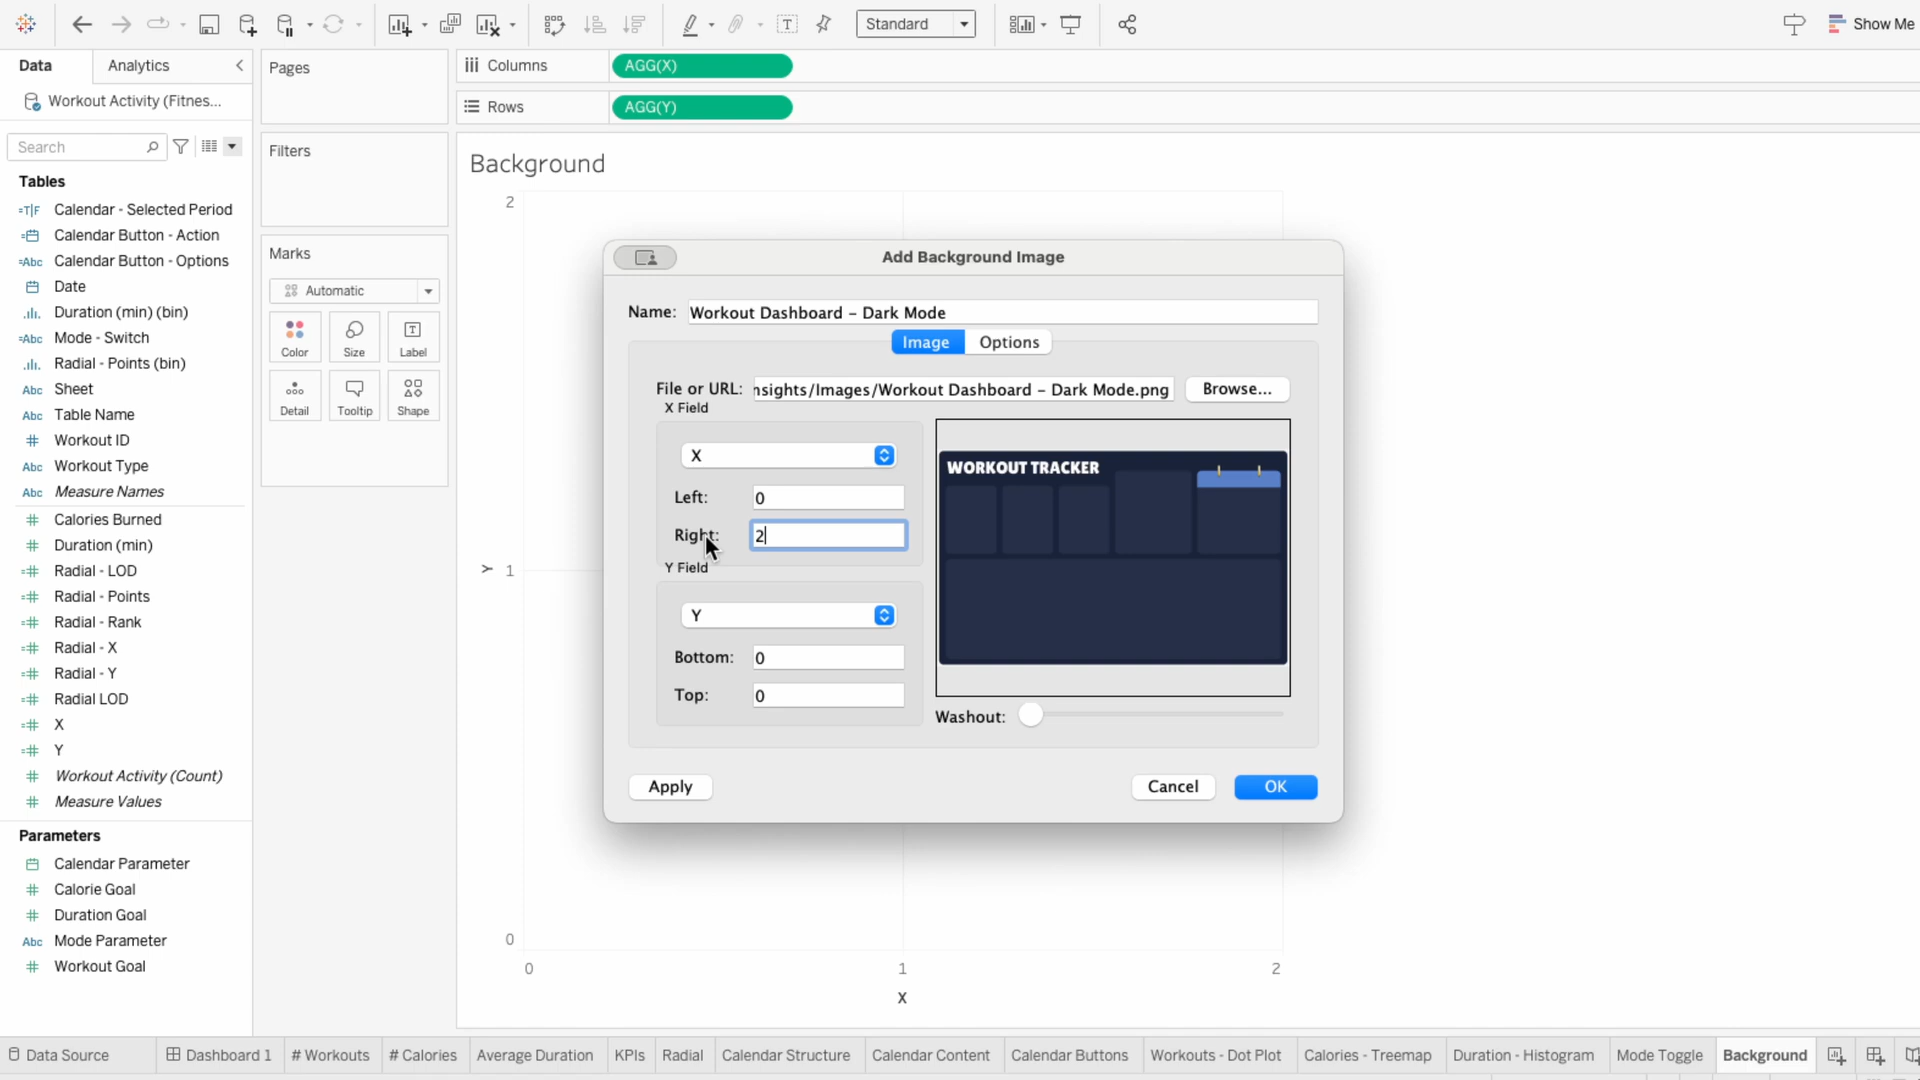 Standard
Show Me
Data
Analytics
Workout Activity (Fitnes...
Search
Tables
Calendar - Selected Period
Calendar Button - Action
Calendar Button - Options
Date
Duration (min) (bin)
Mode - Switch
Radial - Points (bin)
Sheet
Table Name
Workout ID
Workout Type
Measure Names
Calories Burned
Duration (min)
Radial - LOD
Radial - Points
Radial - Rank
Radial - X
Radial - Y
Radial LOD
X
Y
Workout Activity (Count)
Measure Values
Parameters
Calendar Parameter
Calorie Goal
Duration Goal
Mode Parameter
Workout Goal
Pages
Filters
Marks
Automatic
Color
Size
Label
Detail
Tooltip
Shape
Columns
AGG(X)
Rows
AGG(Y)
Background
2
Y
1
0
0
1
2
X
Add Background Image
Name: Workout Dashboard – Dark Mode
Image
Options
File or URL: nsights/Images/Workout Dashboard – Dark Mode.png
Browse...
X Field
X
Left: 0
Right: 2
Y Field
Y
Bottom: 0
Top: 0
WORKOUT TRACKER
Washout:
Apply
Cancel
OK
Data Source
Dashboard 1
# Workouts
# Calories
Average Duration
KPIs
Radial
Calendar Structure
Calendar Content
Calendar Buttons
Workouts - Dot Plot
Calories - Treemap
Duration - Histogram
Mode Toggle
Background